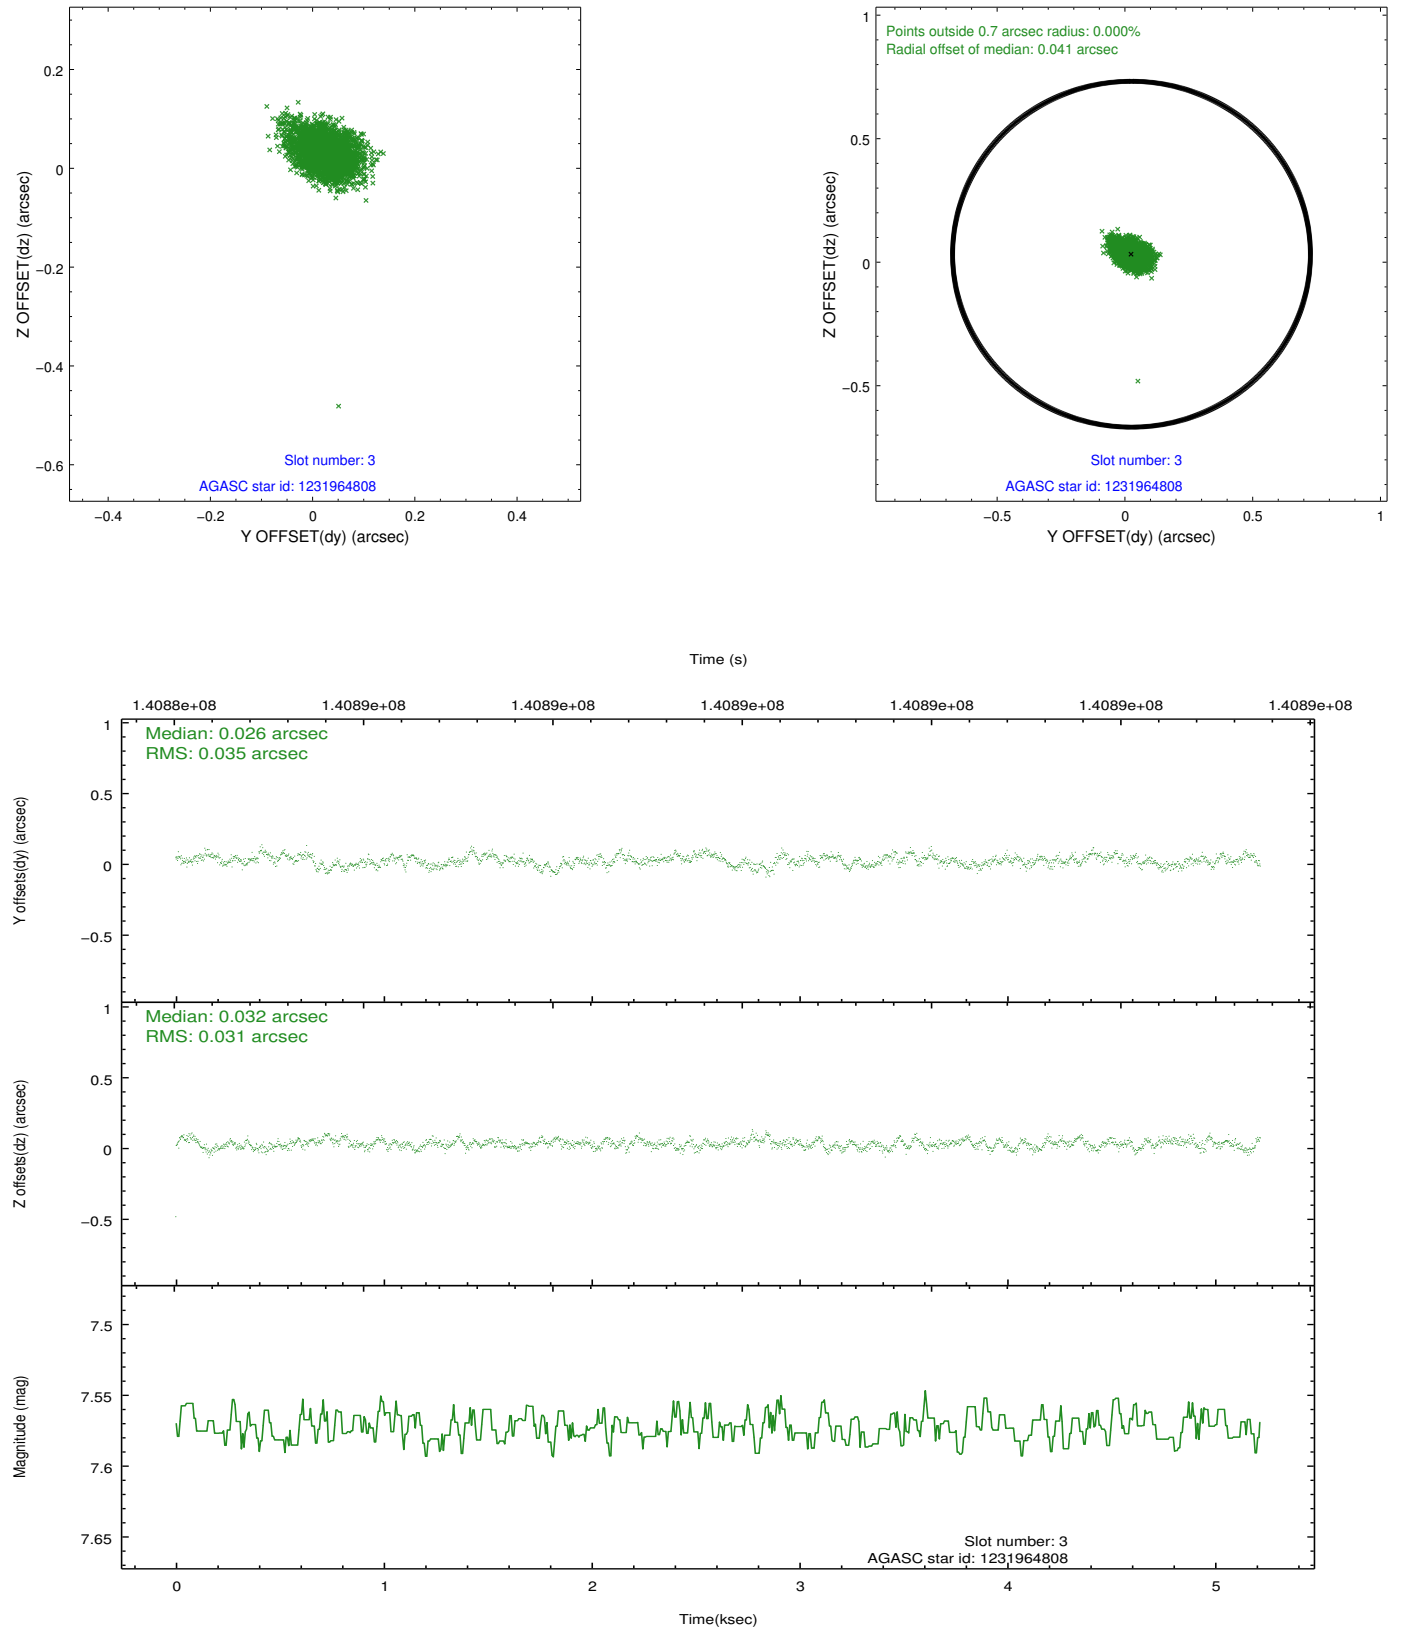 0.2
0
−0.2
−0.4
−0.6
Z OFFSET(dz) (arcsec)
Slot number: 3
AGASC star id: 1231964808
−0.4 −0.2 0 0.2 0.4
Y OFFSET(dy) (arcsec)
Points outside 0.7 arcsec radius: 0.000%
Radial offset of median: 0.041 arcsec
1
0.5
0
−0.5
Z OFFSET(dz) (arcsec)
Slot number: 3
AGASC star id: 1231964808
−0.5 0 0.5 1
Y OFFSET(dy) (arcsec)
Time (s)
1.4088e+08 1.4089e+08 1.4089e+08 1.4089e+08 1.4089e+08 1.4089e+08 1.4089e+08
Median: 0.026 arcsec
RMS: 0.035 arcsec
1
0.5
0
−0.5
Y offsets(dy) (arcsec)
Median: 0.032 arcsec
RMS: 0.031 arcsec
1
0.5
0
−0.5
Z offsets(dz) (arcsec)
7.5
7.55
7.6
7.65
Magnitude (mag)
Slot number: 3
AGASC star id: 1231964808
0 1 2 3 4 5
Time(ksec)